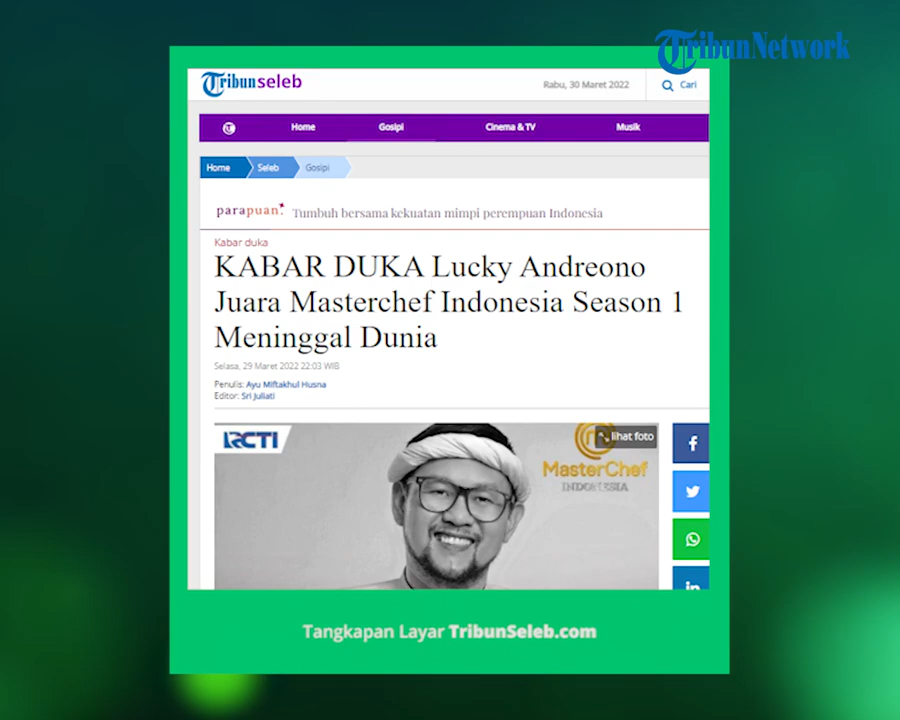 TribunNetwork
Tribunseleb
Rabu, 30 Maret 2022
Cari
Home
Gosipi
Cinema & TV
Musik
Home
Seleb
Gosipi
parapuan.
Tumbuh bersama kekuatan mimpi perempuan Indonesia
Kabar duka
KABAR DUKA Lucky Andreono
Juara Masterchef Indonesia Season 1
Meninggal Dunia
Selasa, 29 Maret 2022 22:03 WIB
Penulis: Ayu Miftakhul Husna
Editor: Sri Juliati
RCTI
lihat foto
MasterChef
INDONESIA
f
in
Tangkapan Layar TribunSeleb.com